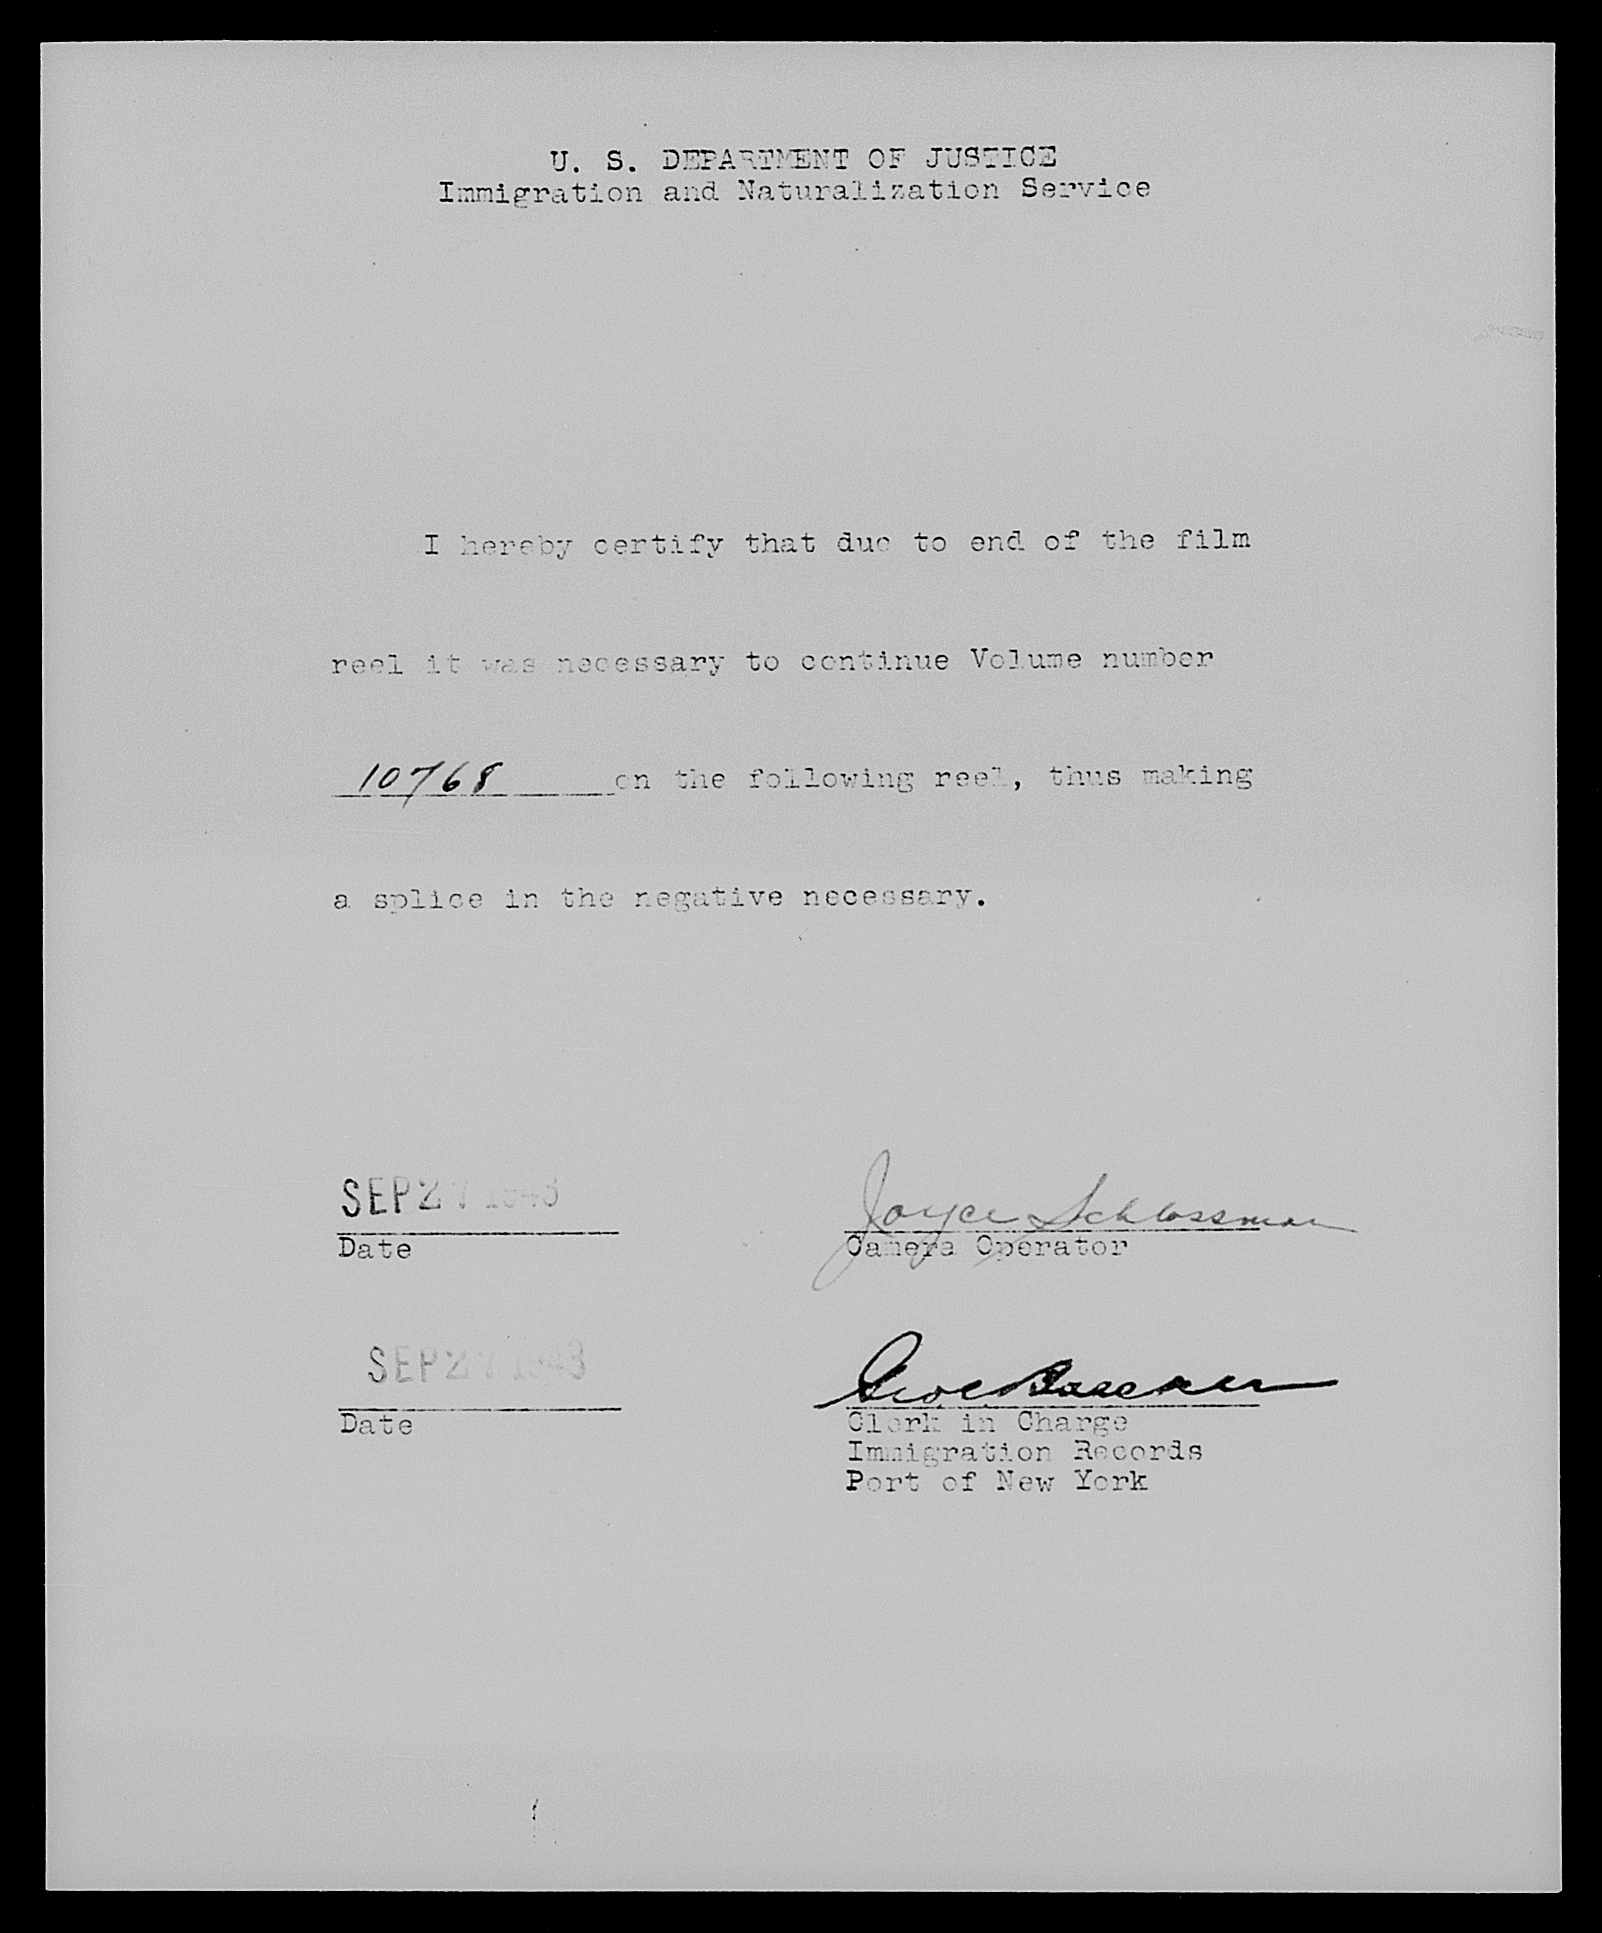 U. S. DEPARTMENT OF JUSTICE
Immigration and Naturalization Service
I hereby certify that due to end of the film
reel it was necessary to continue Volume number
10768 on the following reel, thus making
a splice in the negative necessary.
SEP 27 1943
Joyce Schlossman
Date
Camera Operator
SEP 27 1943
Geo.
Date
Clerk in Charge
Immigration Records
Port of New York